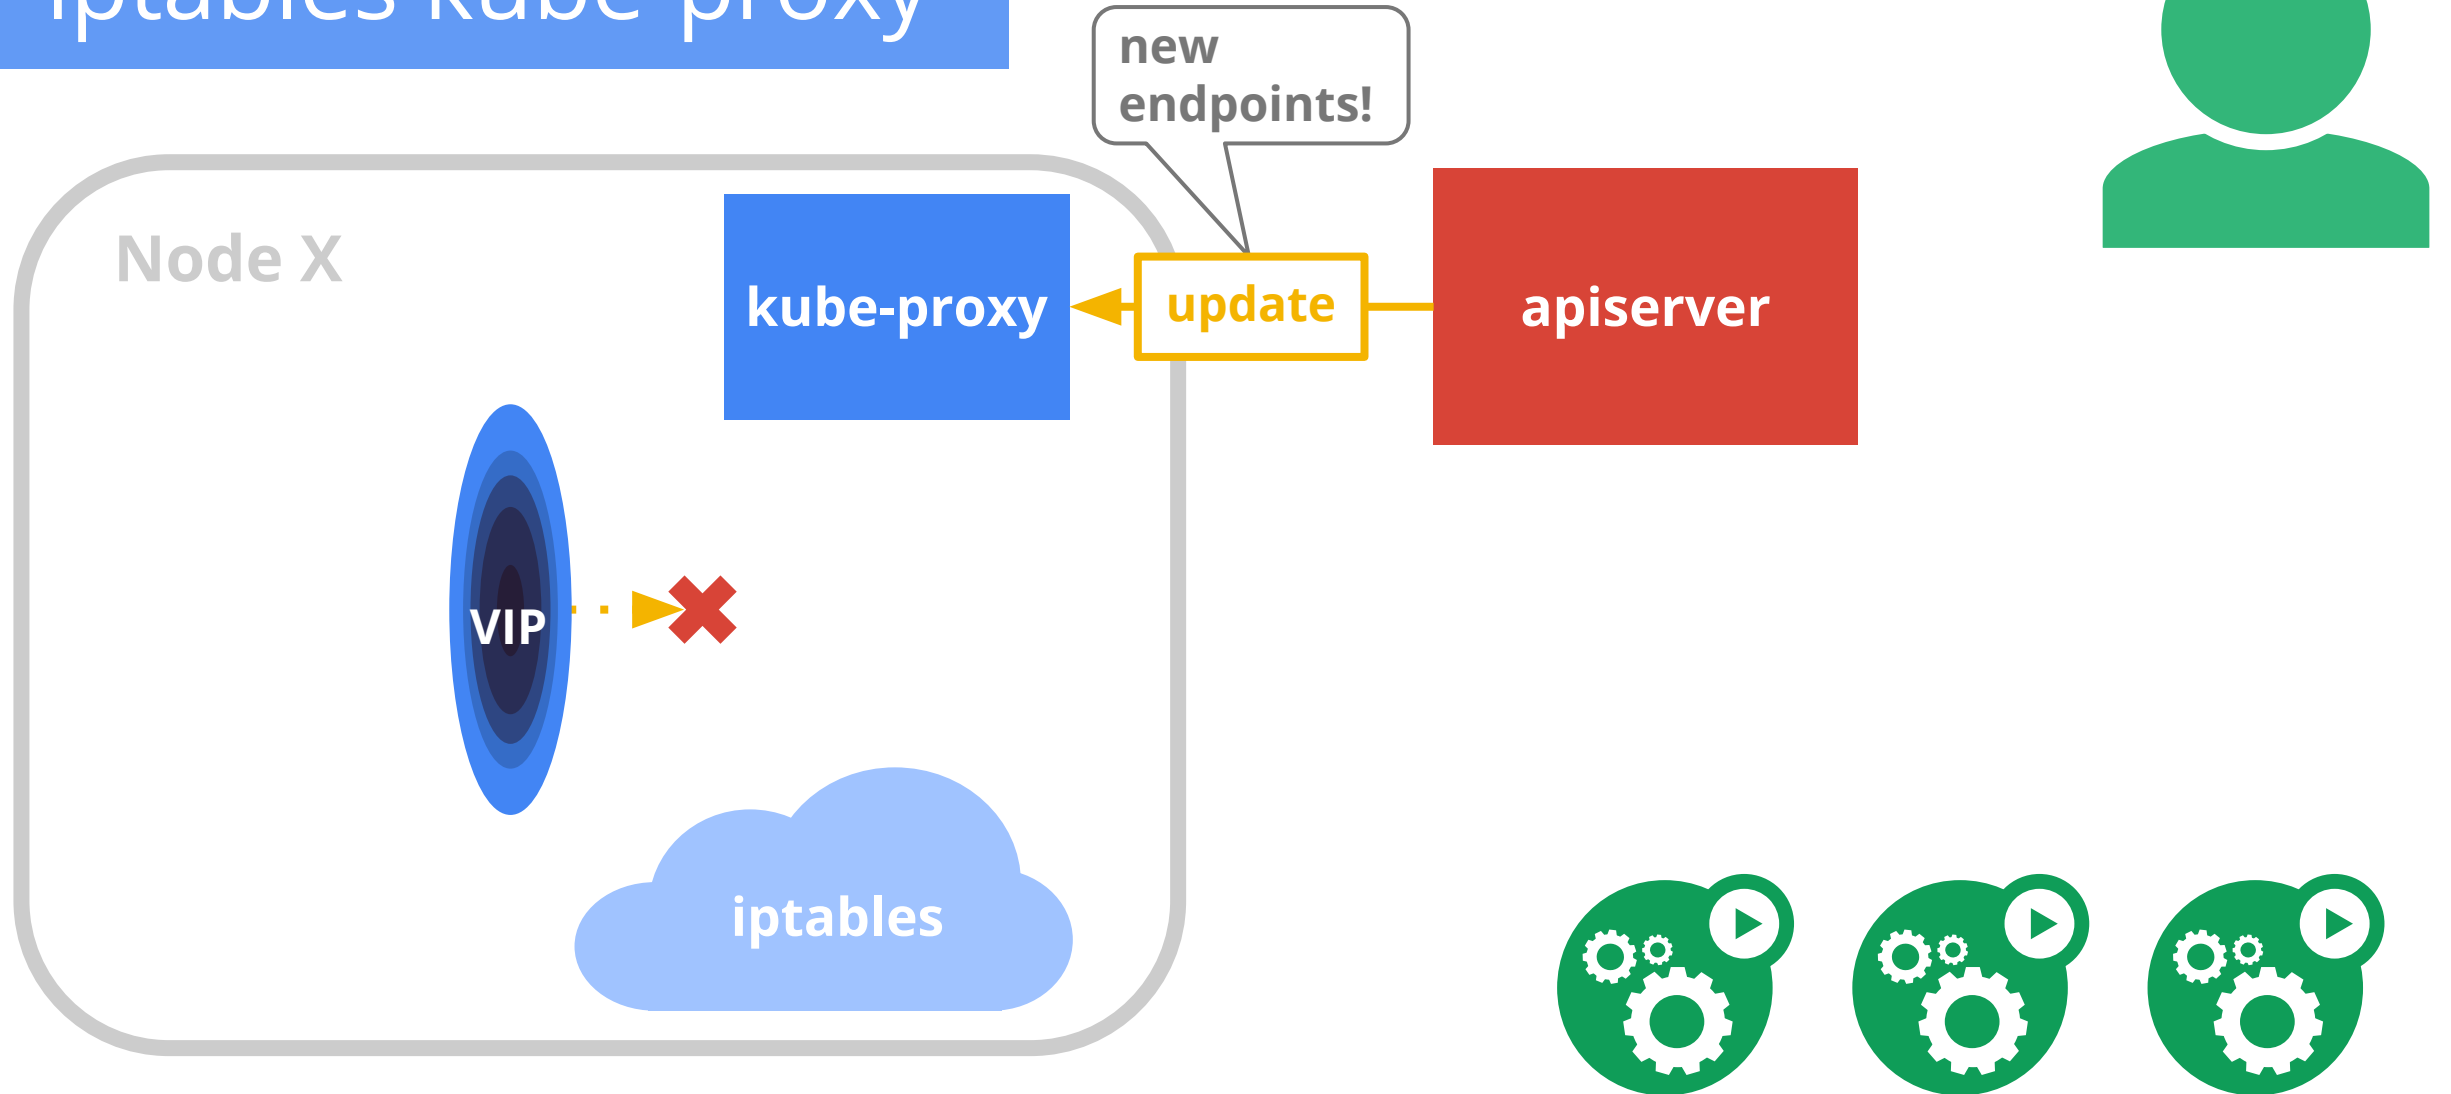 iptables kube-proxy
new
endpoints!
Node X
kube-proxy
update
apiserver
VIP
iptables